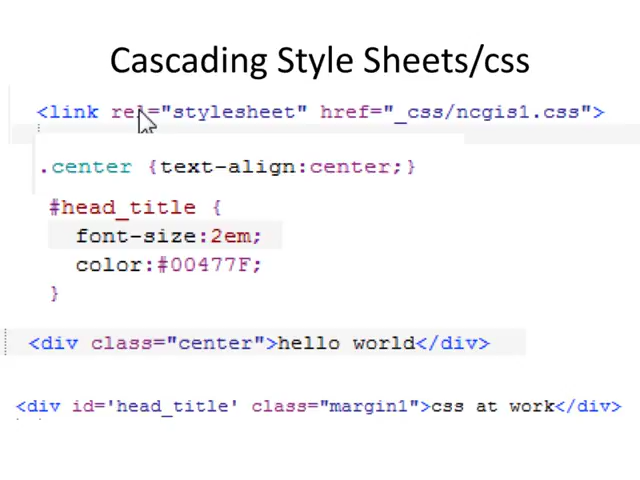 Cascading Style Sheets/css
<link rel="stylesheet" href="_css/ncgis1.css">
.center {text-align:center;}
#head_title {
font-size:2em;
color:#00477F;
}
<div class="center">hello world</div>
<div id='head_title' class="margin1">css at work</div>